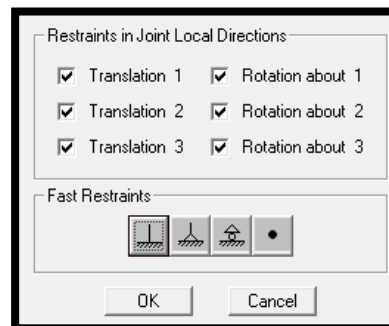 Restraints in Joint Local Directions
Translation 1 Rotation about 1
Translation 2 Rotation about 2
Translation 3 Rotation about 3
Fast Restraints
OK Cancel